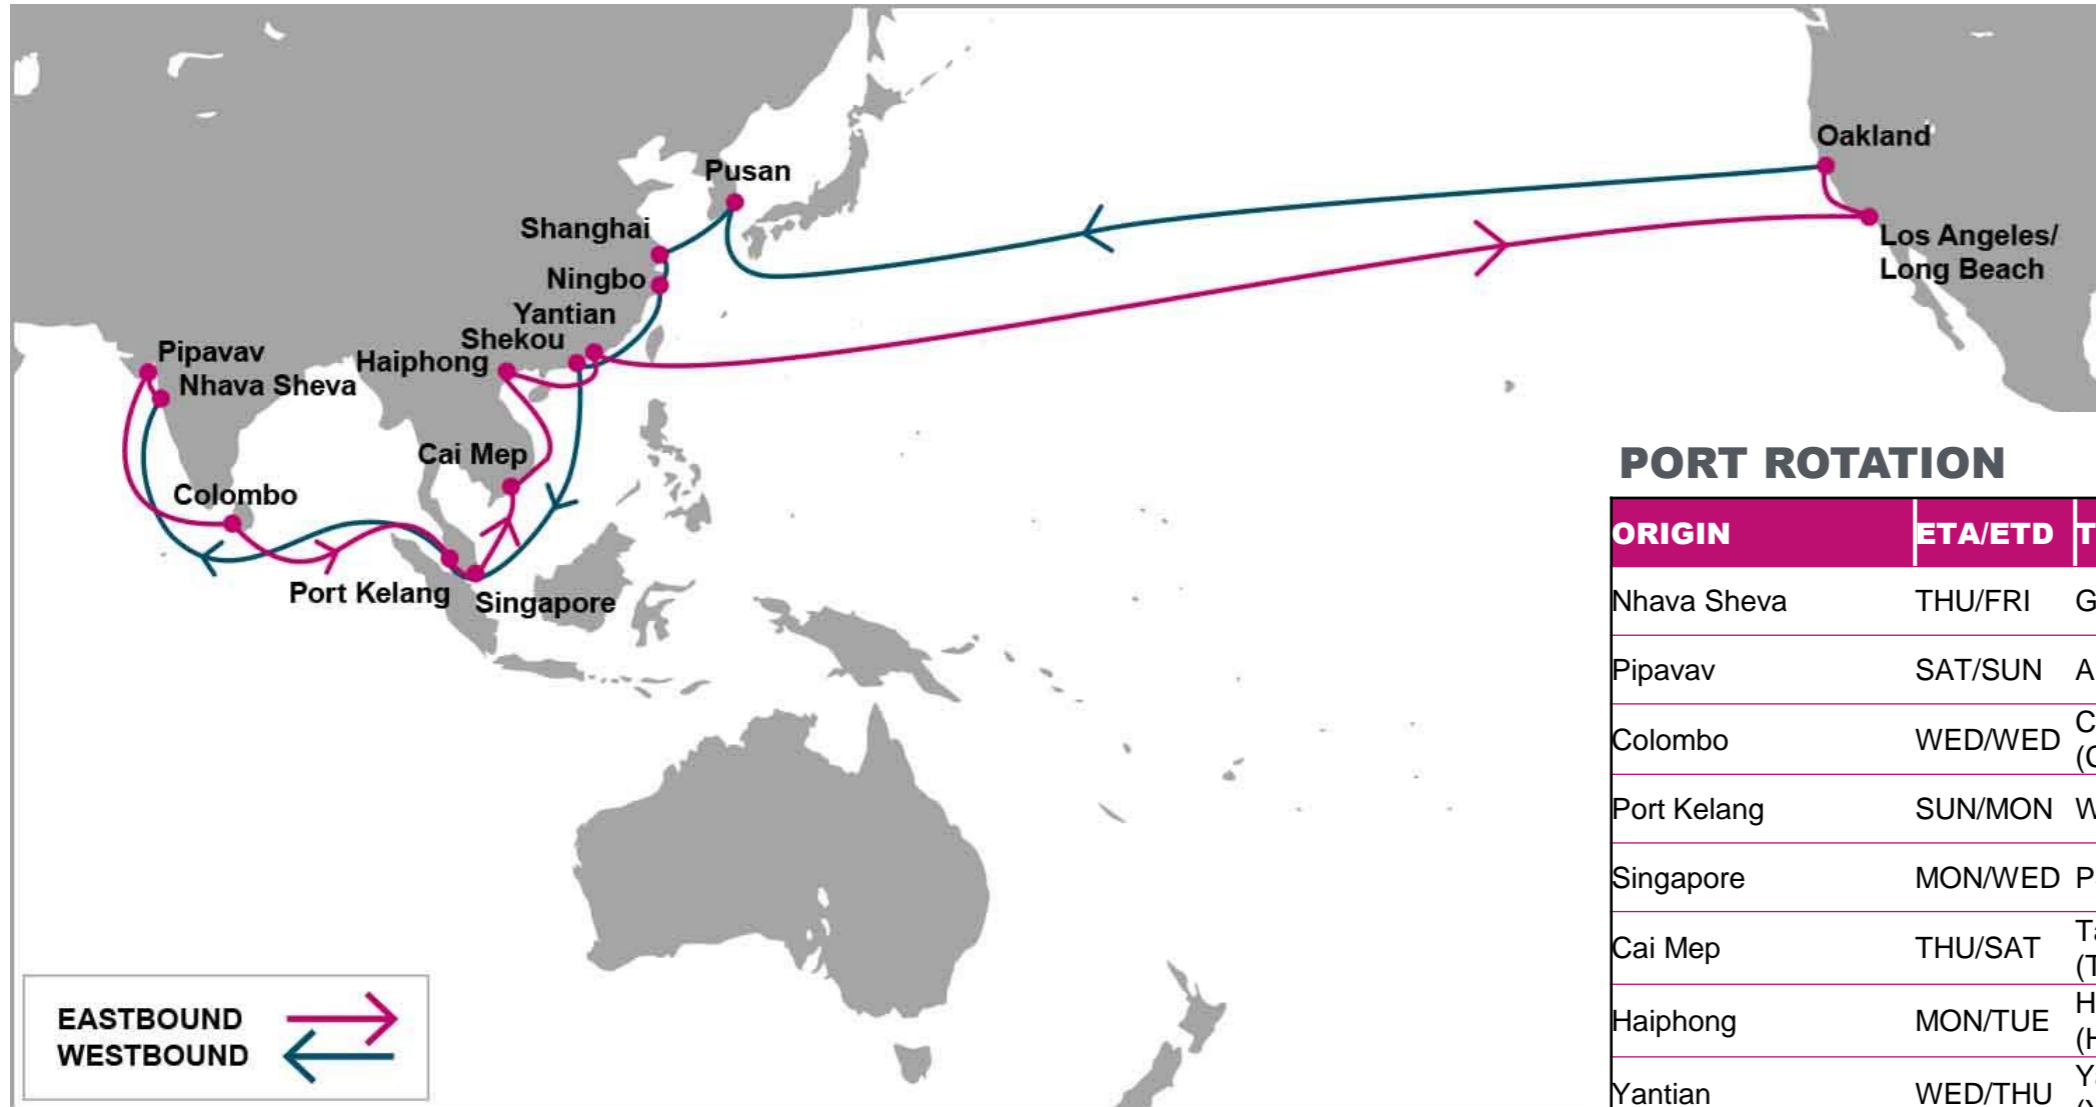 Oakland
Pusan
Shanghai
Los Angeles/
Long Beach
Ningbo
Yantian
Shekou
Pipavav
Haiphong
Nhava Sheva
Cai Mep
Colombo
Port Kelang
Singapore
EASTBOUND
WESTBOUND
PORT ROTATION
ORIGIN ETA/ETD
Nhava Sheva THU/FRI
Pipavav SAT/SUN
Colombo WED/WED
Port Kelang SUN/MON
Singapore MON/WED
Cai Mep THU/SAT
Haiphong MON/TUE
Yantian WED/THU